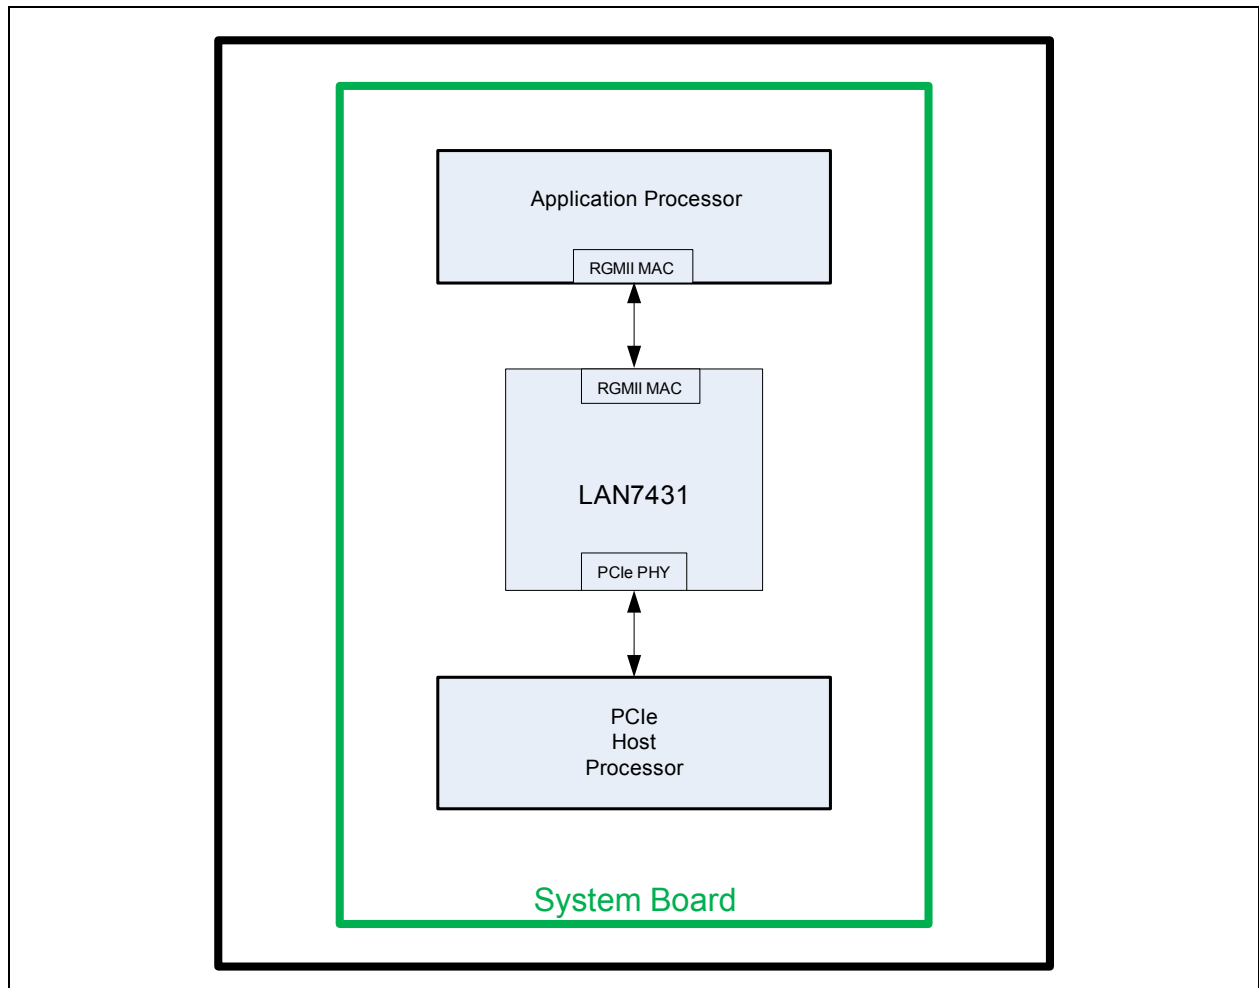 Application Processor
RGMII MAC
RGMII MAC
LAN7431
PCIe PHY
PCIe
Host
Processor
System Board